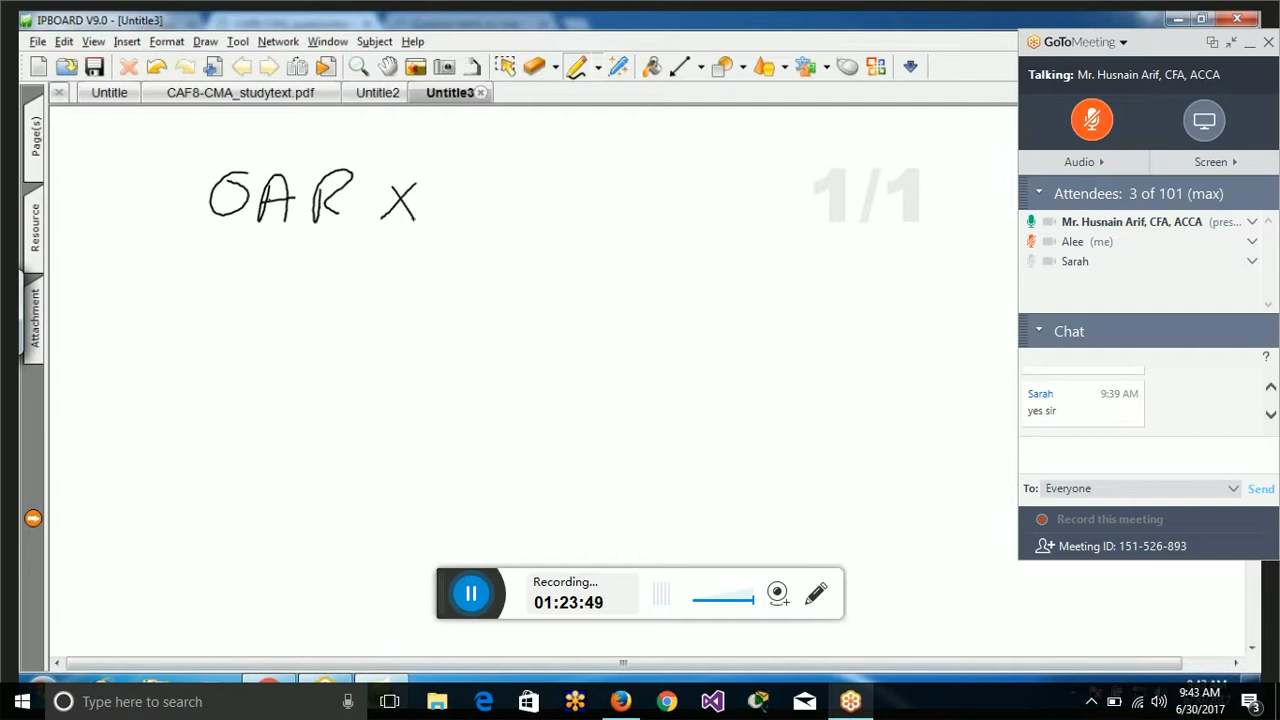 IPBOARD V9.0 - [Untitle3]
File Edit View Insert Format Draw Tool Network Window Subject Help
Untitle CAF8-CMA_studytext.pdf Untitle2 Untitle3
Page(s)
Resource
Attachment
OAR x
1/1
GoToMeeting
Talking: Mr. Husnain Arif, CFA, ACCA
Audio Screen
Attendees: 3 of 101 (max)
Mr. Husnain Arif, CFA, ACCA (pres...
Alee (me)
Sarah
Chat
?
Sarah 9:39 AM
yes sir
To: Everyone Send
Record this meeting
Meeting ID: 151-526-893
Recording...
01:23:49
Type here to search
9:43 AM
6/30/2017
3